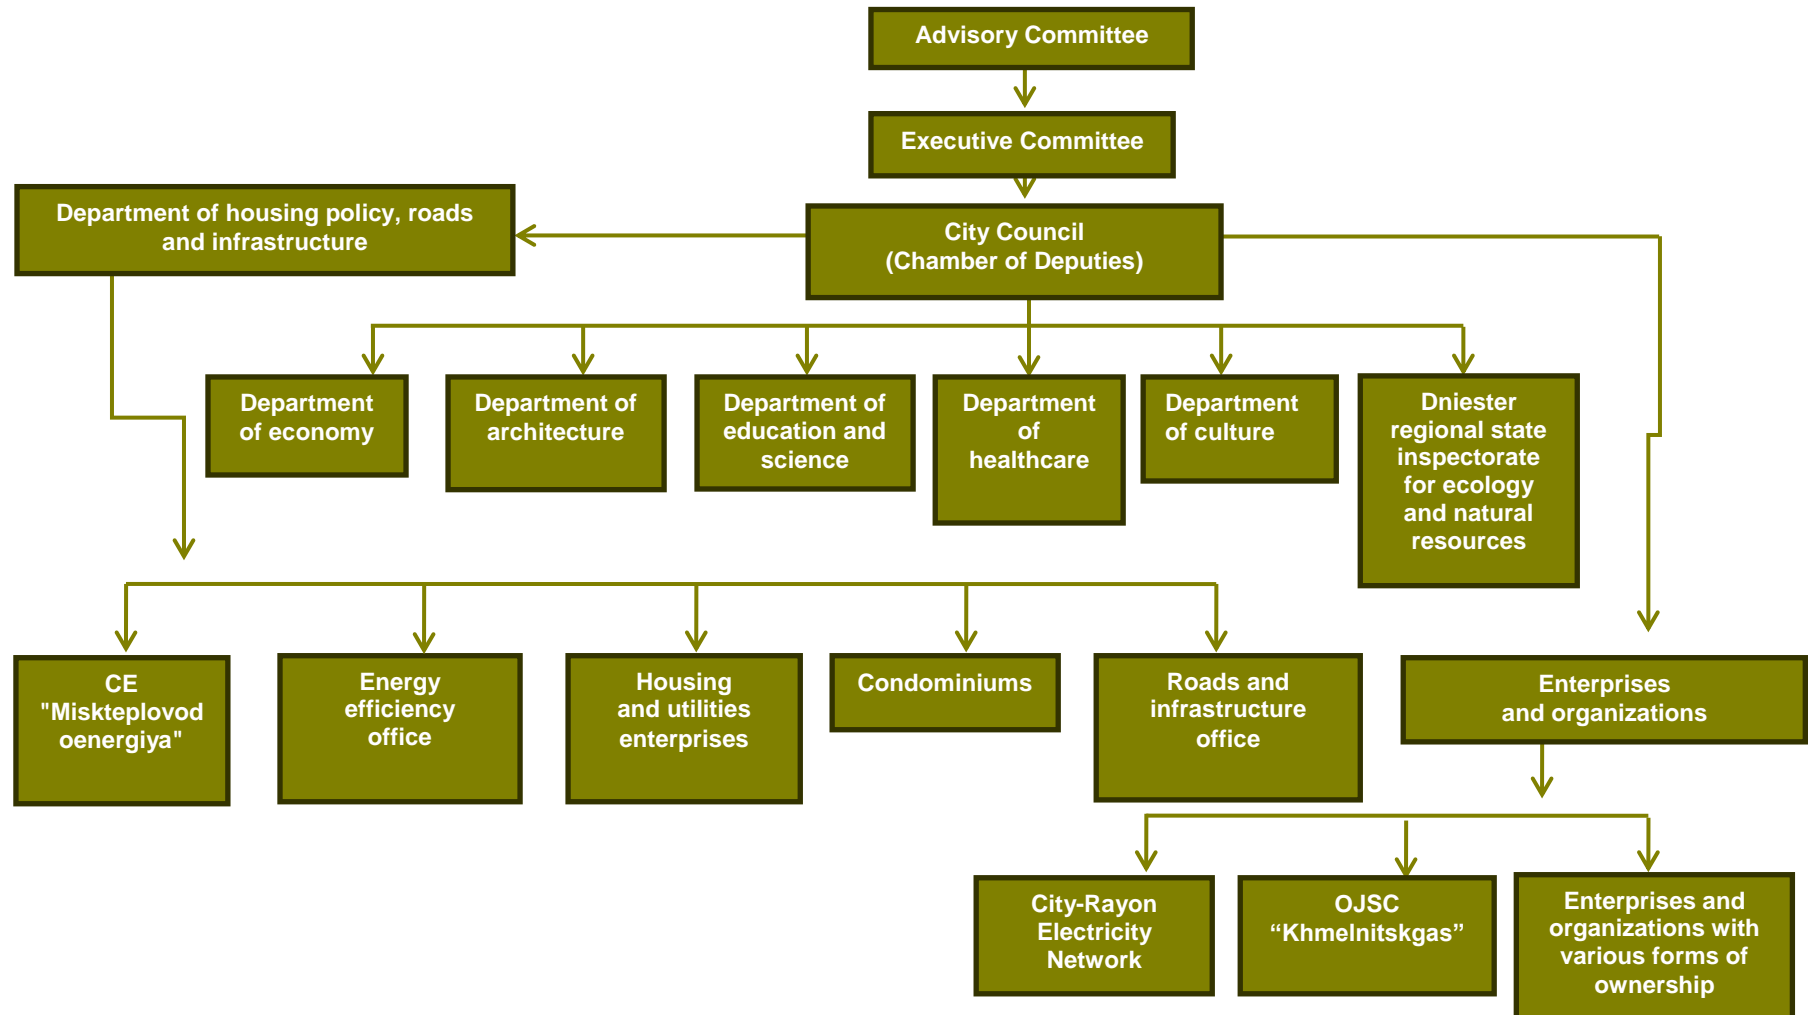 Advisory Committee
Executive Committee
Department of housing policy, roads
and infrastructure
City Council
(Chamber of Deputies)
Department
of economy
Department of
architecture
Department of
education and
science
Department
of
healthcare
Department
of culture
Dniester
regional state
inspectorate
for ecology
and natural
resources
CE
"Miskteplovod
oenergiya"
Energy
efficiency
office
Housing
and utilities
enterprises
Condominiums
Roads and
infrastructure
office
Enterprises
and organizations
City-Rayon
Electricity
Network
OJSC
“Khmelnitskgas”
Enterprises and
organizations with
various forms of
ownership